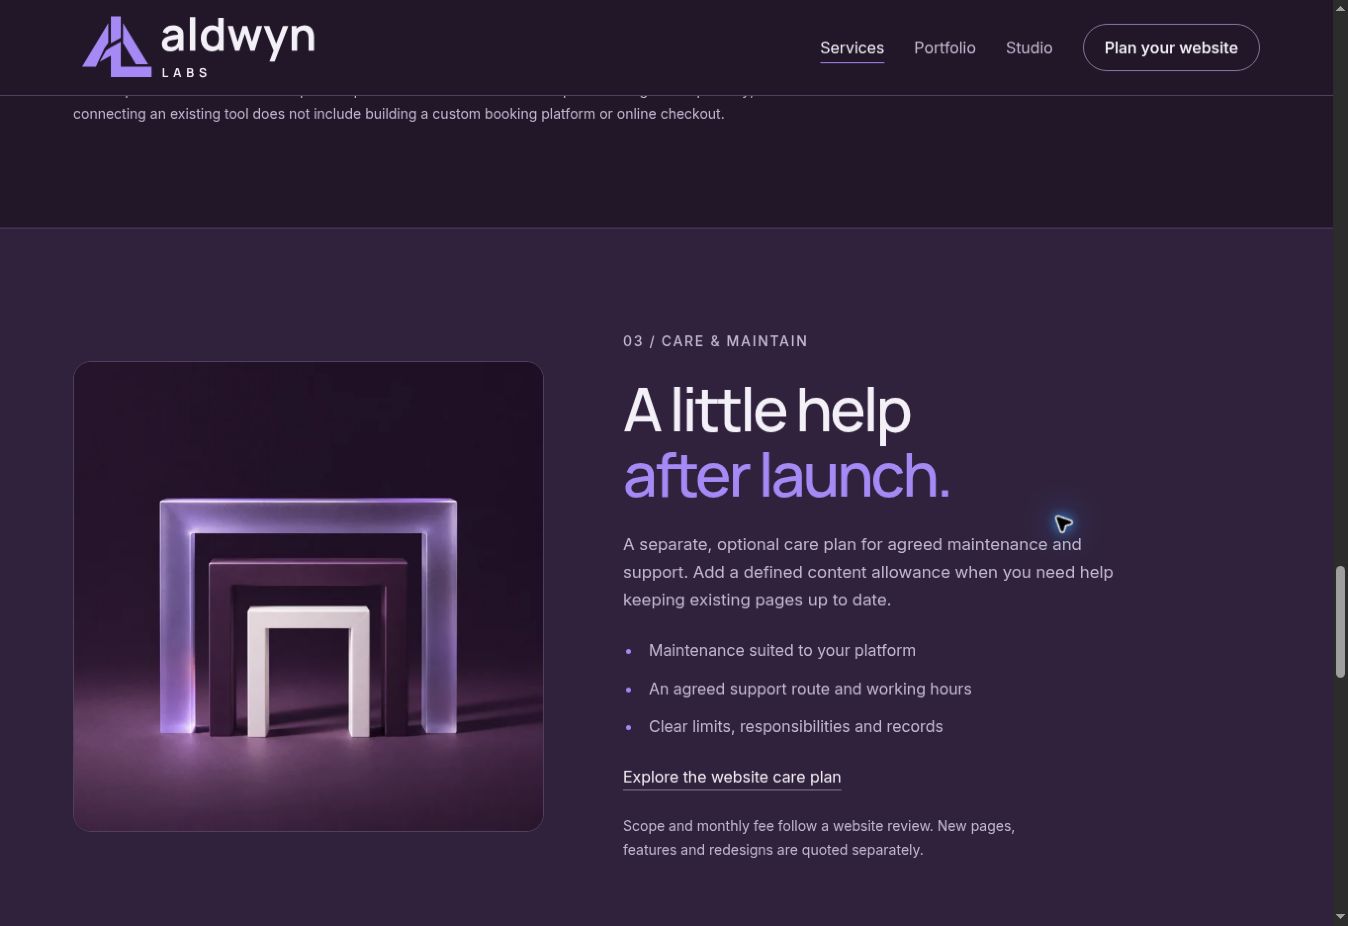 aldwyn
LABS
Services
Portfolio
Studio
Plan your website
connecting an existing tool does not include building a custom booking platform or online checkout.
03 / CARE & MAINTAIN
A little help
after launch.
A separate, optional care plan for agreed maintenance and
support. Add a defined content allowance when you need help
keeping existing pages up to date.
Maintenance suited to your platform
An agreed support route and working hours
Clear limits, responsibilities and records
Explore the website care plan
Scope and monthly fee follow a website review. New pages,
features and redesigns are quoted separately.